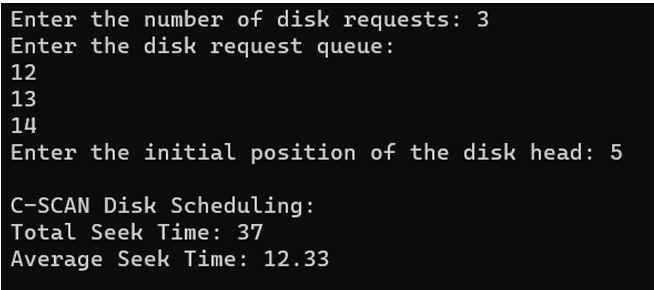 Enter the number of disk requests: 3
Enter the disk request queue:
12
13
14
Enter the initial position of the disk head: 5
C-SCAN Disk Scheduling:
Total Seek Time: 37
Average Seek Time: 12.33